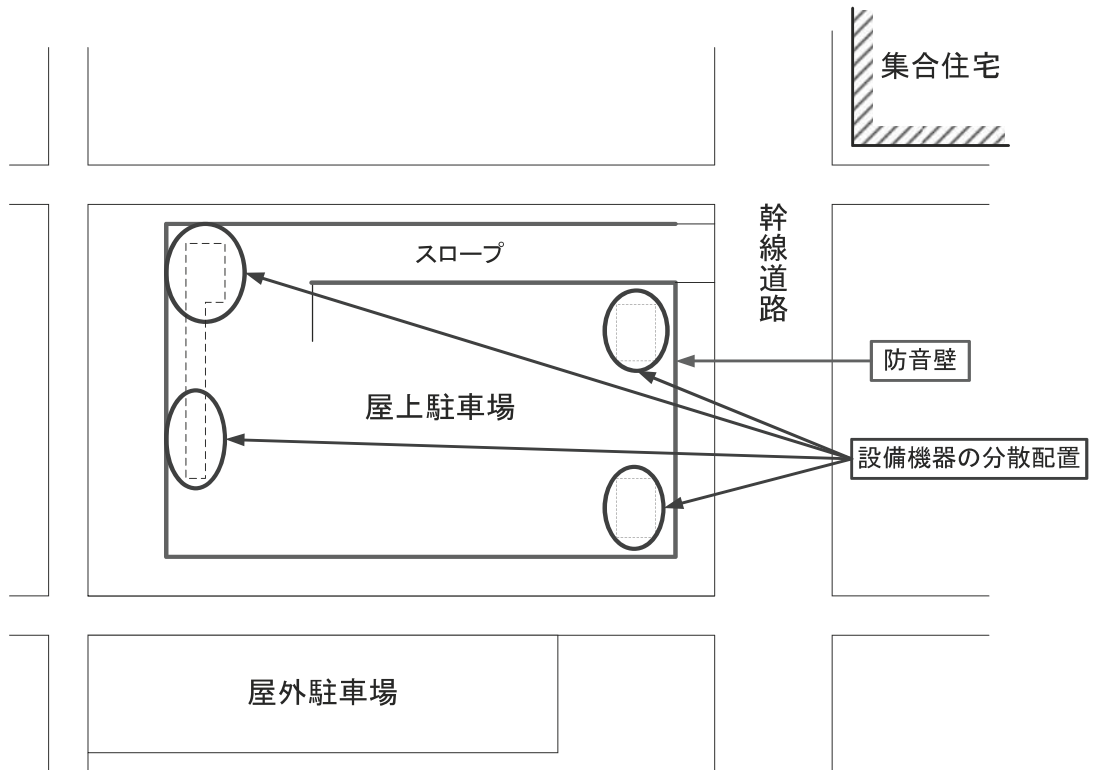 集合住宅
幹線道路
スロープ
防音壁
屋上駐車場
設備機器の分散配置
屋外駐車場